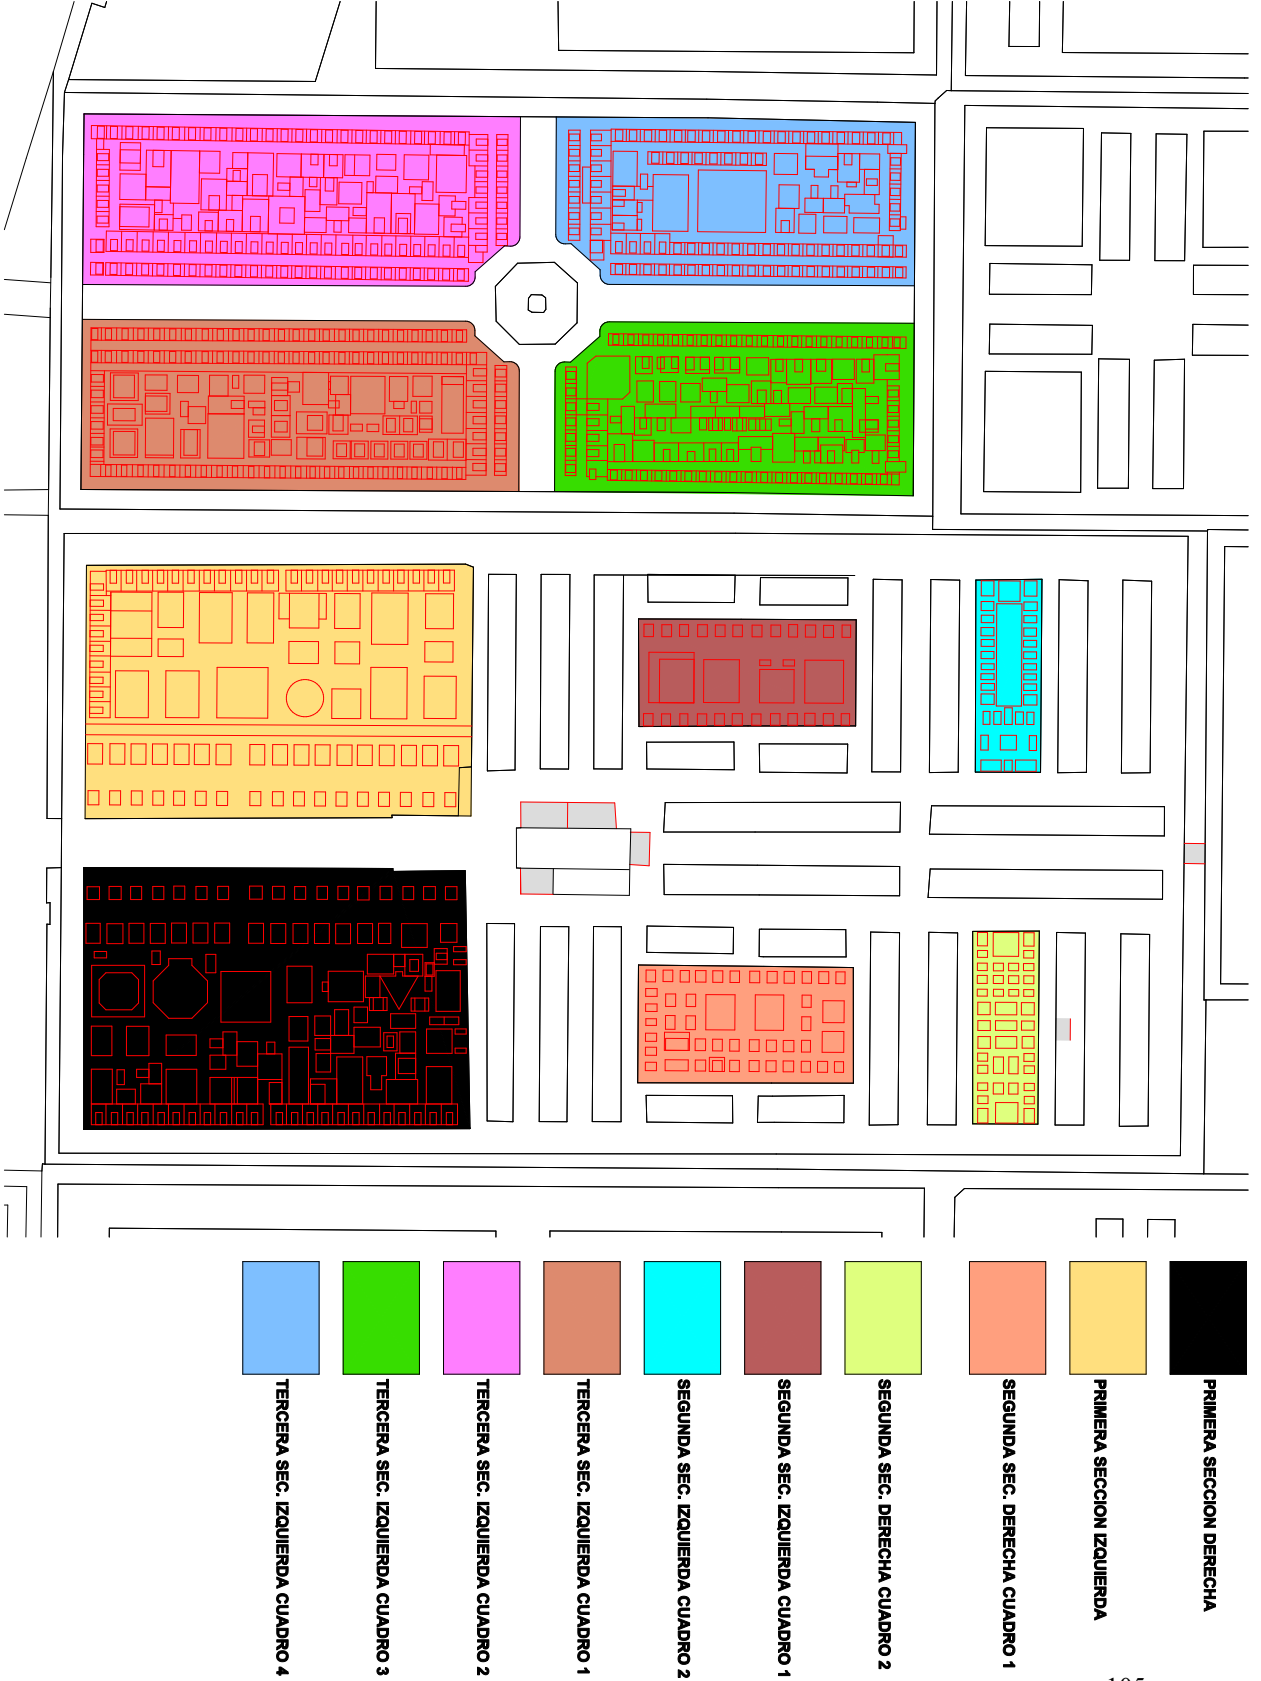 PRIMERA SECCION DERECHA
PRIMERA SECCION IZQUIERDA
SEGUNDA SEC. DERECHA CUADRO 1
SEGUNDA SEC. DERECHA CUADRO 2
SEGUNDA SEC. IZQUIERDA CUADRO 1
SEGUNDA SEC. IZQUIERDA CUADRO 2
TERCERA SEC. IZQUIERDA CUADRO 1
TERCERA SEC. IZQUIERDA CUADRO 2
TERCERA SEC. IZQUIERDA CUADRO 3
TERCERA SEC. IZQUIERDA CUADRO 4